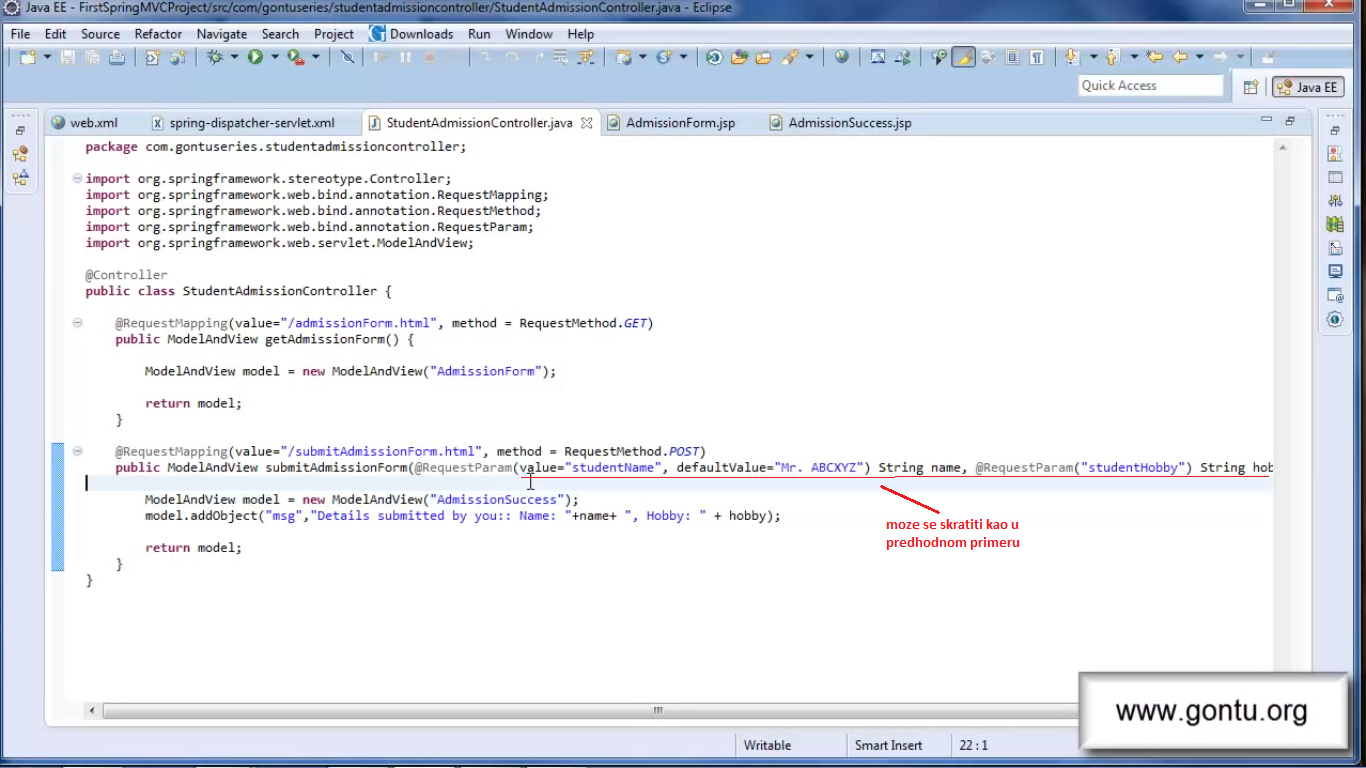 Java EE - FirstSpringMVCProject/src/com/gontuseries/studentadmissioncontroller/StudentAdmissionController.java - Eclipse
File Edit Source Refactor Navigate Search Project Downloads Run Window Help
Quick Access
Java EE
web.xml spring-dispatcher-servlet.xml StudentAdmissionController.java AdmissionForm.jsp AdmissionSuccess.jsp
package com.gontuseries.studentadmissioncontroller;
import org.springframework.stereotype.Controller;
import org.springframework.web.bind.annotation.RequestMapping;
import org.springframework.web.bind.annotation.RequestMethod;
import org.springframework.web.bind.annotation.RequestParam;
import org.springframework.web.servlet.ModelAndView;
@Controller
public class StudentAdmissionController {
@RequestMapping(value="/admissionForm.html", method = RequestMethod.GET)
public ModelAndView getAdmissionForm() {
ModelAndView model = new ModelAndView("AdmissionForm");
return model;
}
@RequestMapping(value="/submitAdmissionForm.html", method = RequestMethod.POST)
public ModelAndView submitAdmissionForm(@RequestParam(value="studentName", defaultValue="Mr. ABCXYZ") String name, @RequestParam("studentHobby") String hob
ModelAndView model = new ModelAndView("AdmissionSuccess");
model.addObject("msg","Details submitted by you:: Name: "+name+ ", Hobby: " + hobby);
return model;
}
}
moze se skratiti kao u
predhodnom primeru
www.gontu.org
Writable Smart Insert 22 : 1